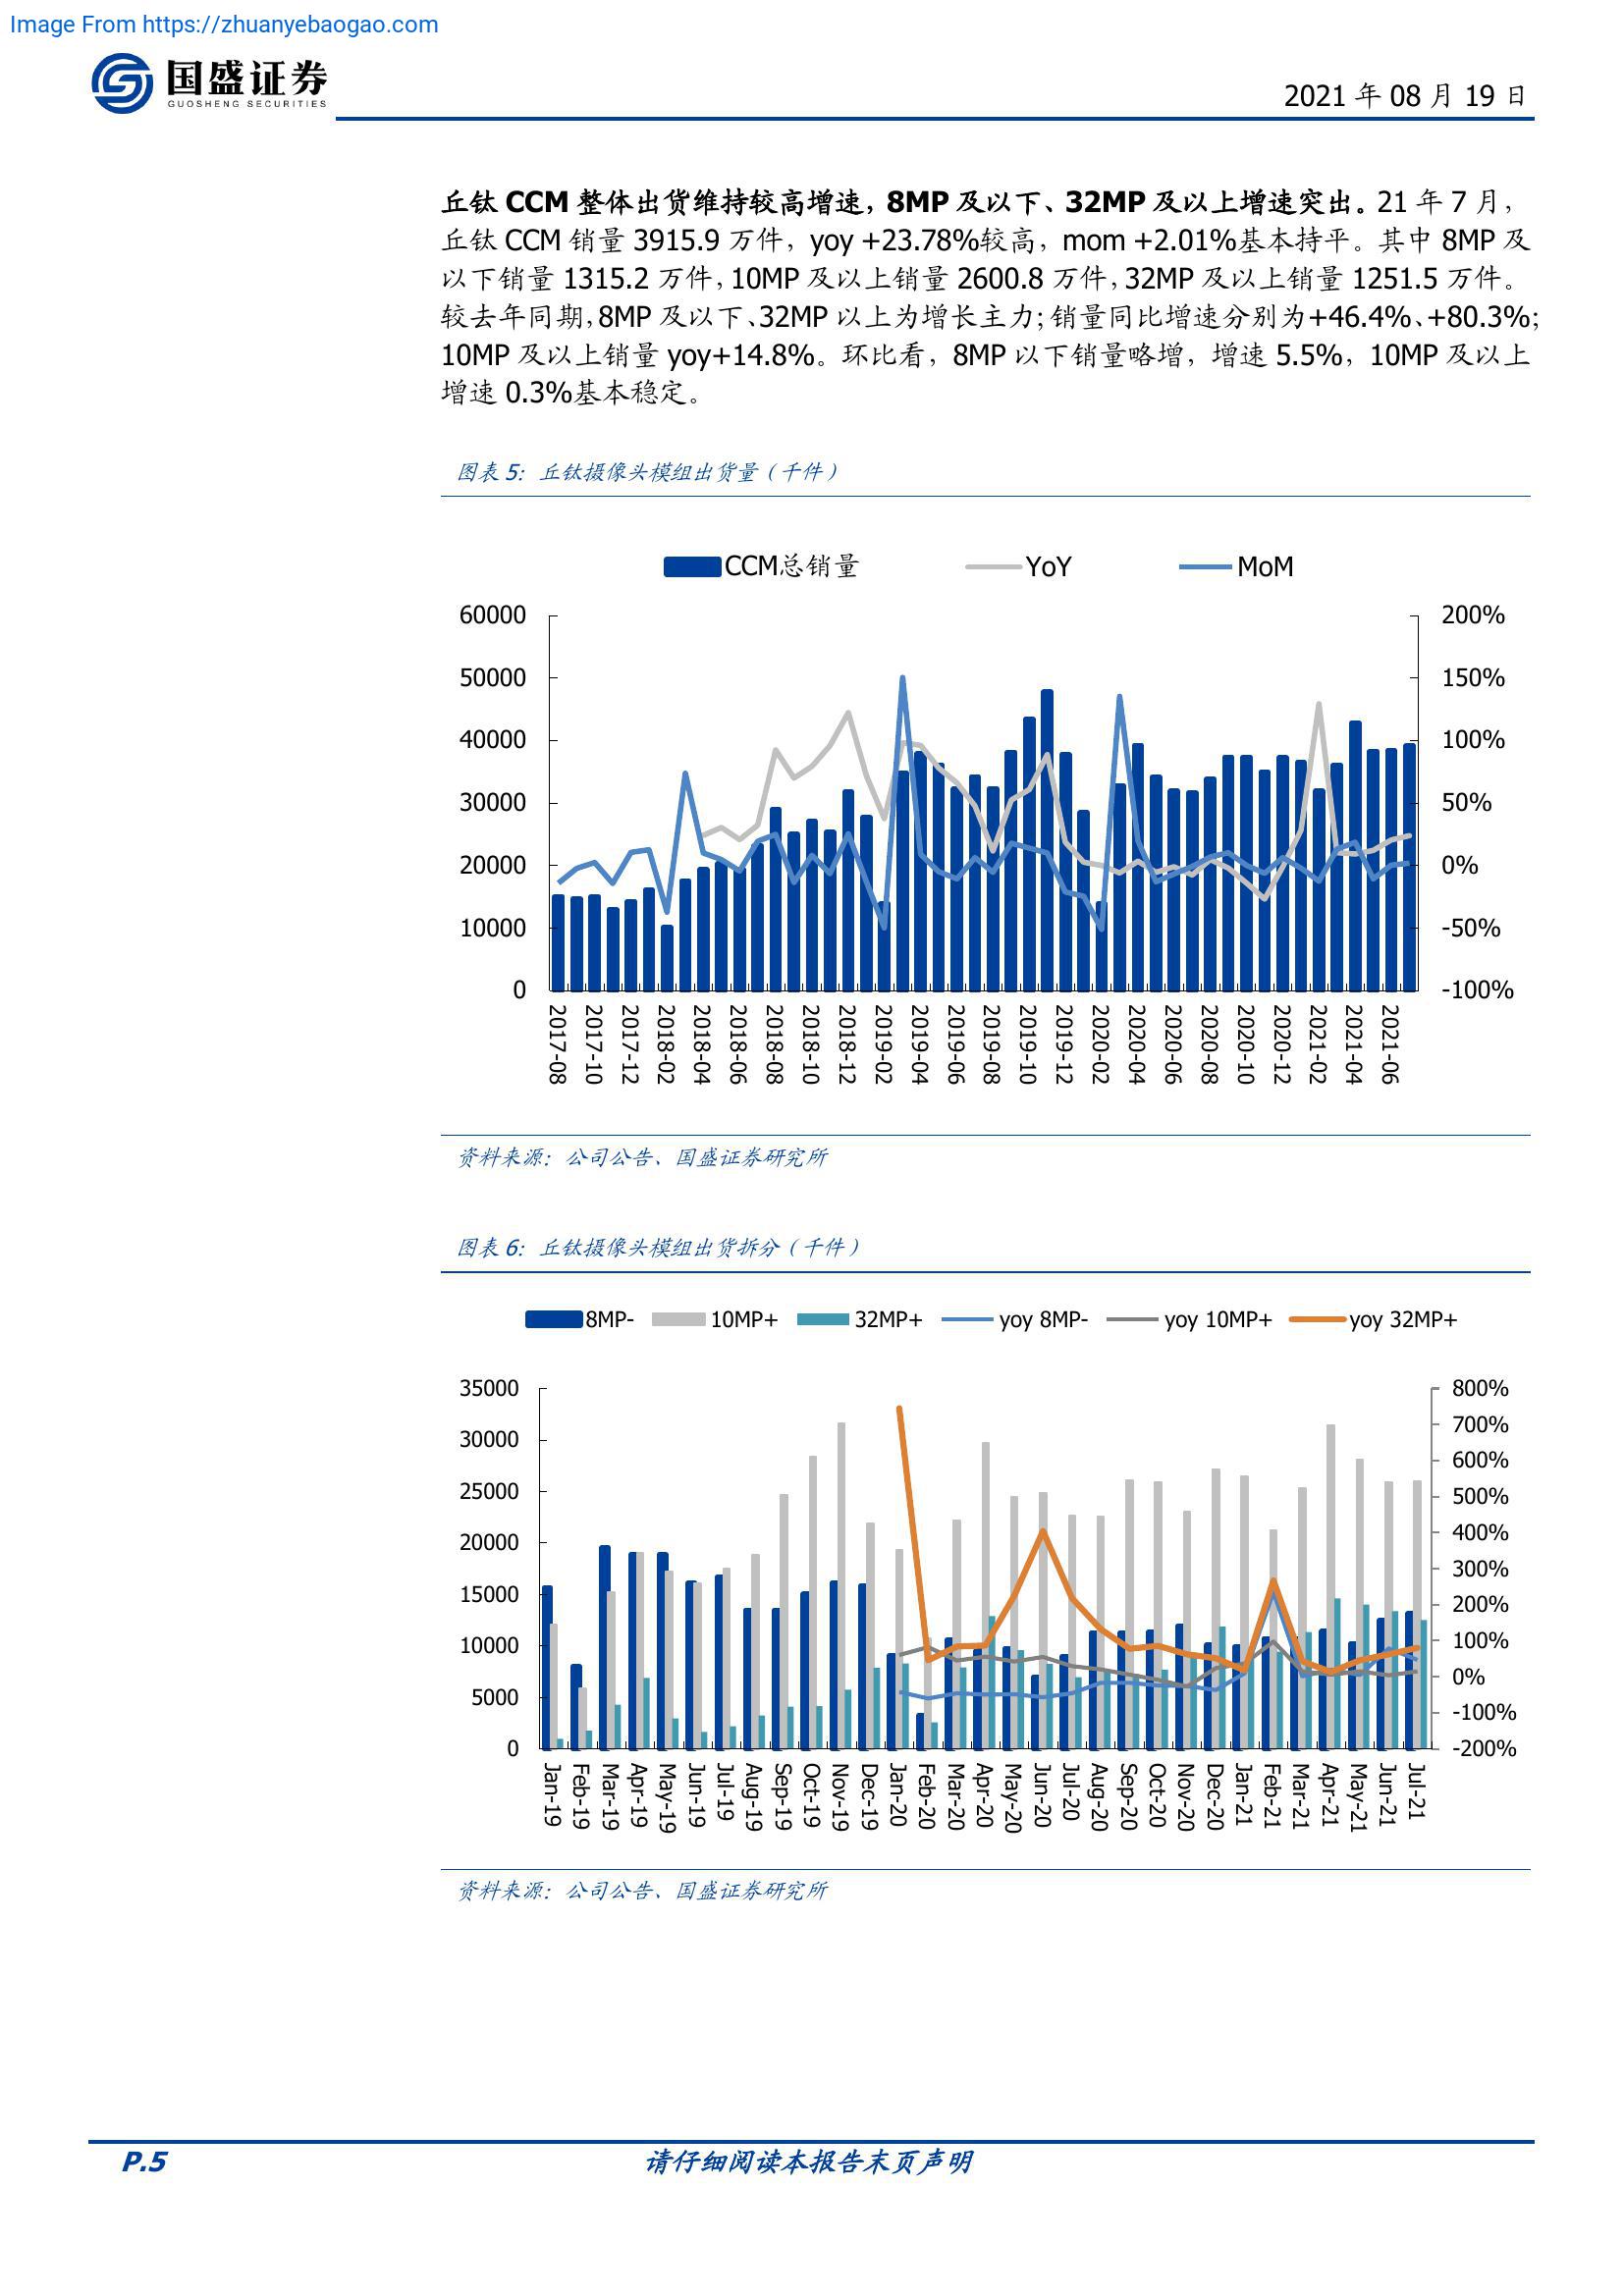 Image From https://zhuanyebaogao.com
国盛证券
GUOSHENG SECURITIES
2021 年 08 月 19 日
丘钛 CCM 整体出货维持较高增速，8MP 及以下、32MP 及以上增速突出。21 年 7 月，
丘钛 CCM 销量 3915.9 万件，yoy +23.78%较高，mom +2.01%基本持平。其中 8MP 及
以下销量 1315.2 万件，10MP 及以上销量 2600.8 万件，32MP 及以上销量 1251.5 万件。
较去年同期，8MP 及以下、32MP 以上为增长主力；销量同比增速分别为+46.4%、+80.3%；
10MP 及以上销量 yoy+14.8%。环比看，8MP 以下销量略增，增速 5.5%，10MP 及以上
增速 0.3%基本稳定。
图表 5：丘钛摄像头模组出货量（千件）
CCM总销量 YoY MoM
60000 200%
50000 150%
40000 100%
30000 50%
20000 0%
10000 -50%
0 -100%
2017-08 2017-10 2017-12 2018-02 2018-04 2018-06 2018-08 2018-10 2018-12 2019-02 2019-04 2019-06 2019-08 2019-10 2019-12 2020-02 2020-04 2020-06 2020-08 2020-10 2020-12 2021-02 2021-04 2021-06
资料来源：公司公告、国盛证券研究所
图表 6：丘钛摄像头模组出货拆分（千件）
8MP- 10MP+ 32MP+ yoy 8MP- yoy 10MP+ yoy 32MP+
35000 800%
30000 700%
25000 600%
20000 500%
15000 400%
10000 300%
5000 200%
0 100%
0%
-100%
-200%
Jan-19 Feb-19 Mar-19 Apr-19 May-19 Jun-19 Jul-19 Aug-19 Sep-19 Oct-19 Nov-19 Dec-19 Jan-20 Feb-20 Mar-20 Apr-20 May-20 Jun-20 Jul-20 Aug-20 Sep-20 Oct-20 Nov-20 Dec-20 Jan-21 Feb-21 Mar-21 Apr-21 May-21 Jun-21 Jul-21
资料来源：公司公告、国盛证券研究所
P.5 请仔细阅读本报告末页声明